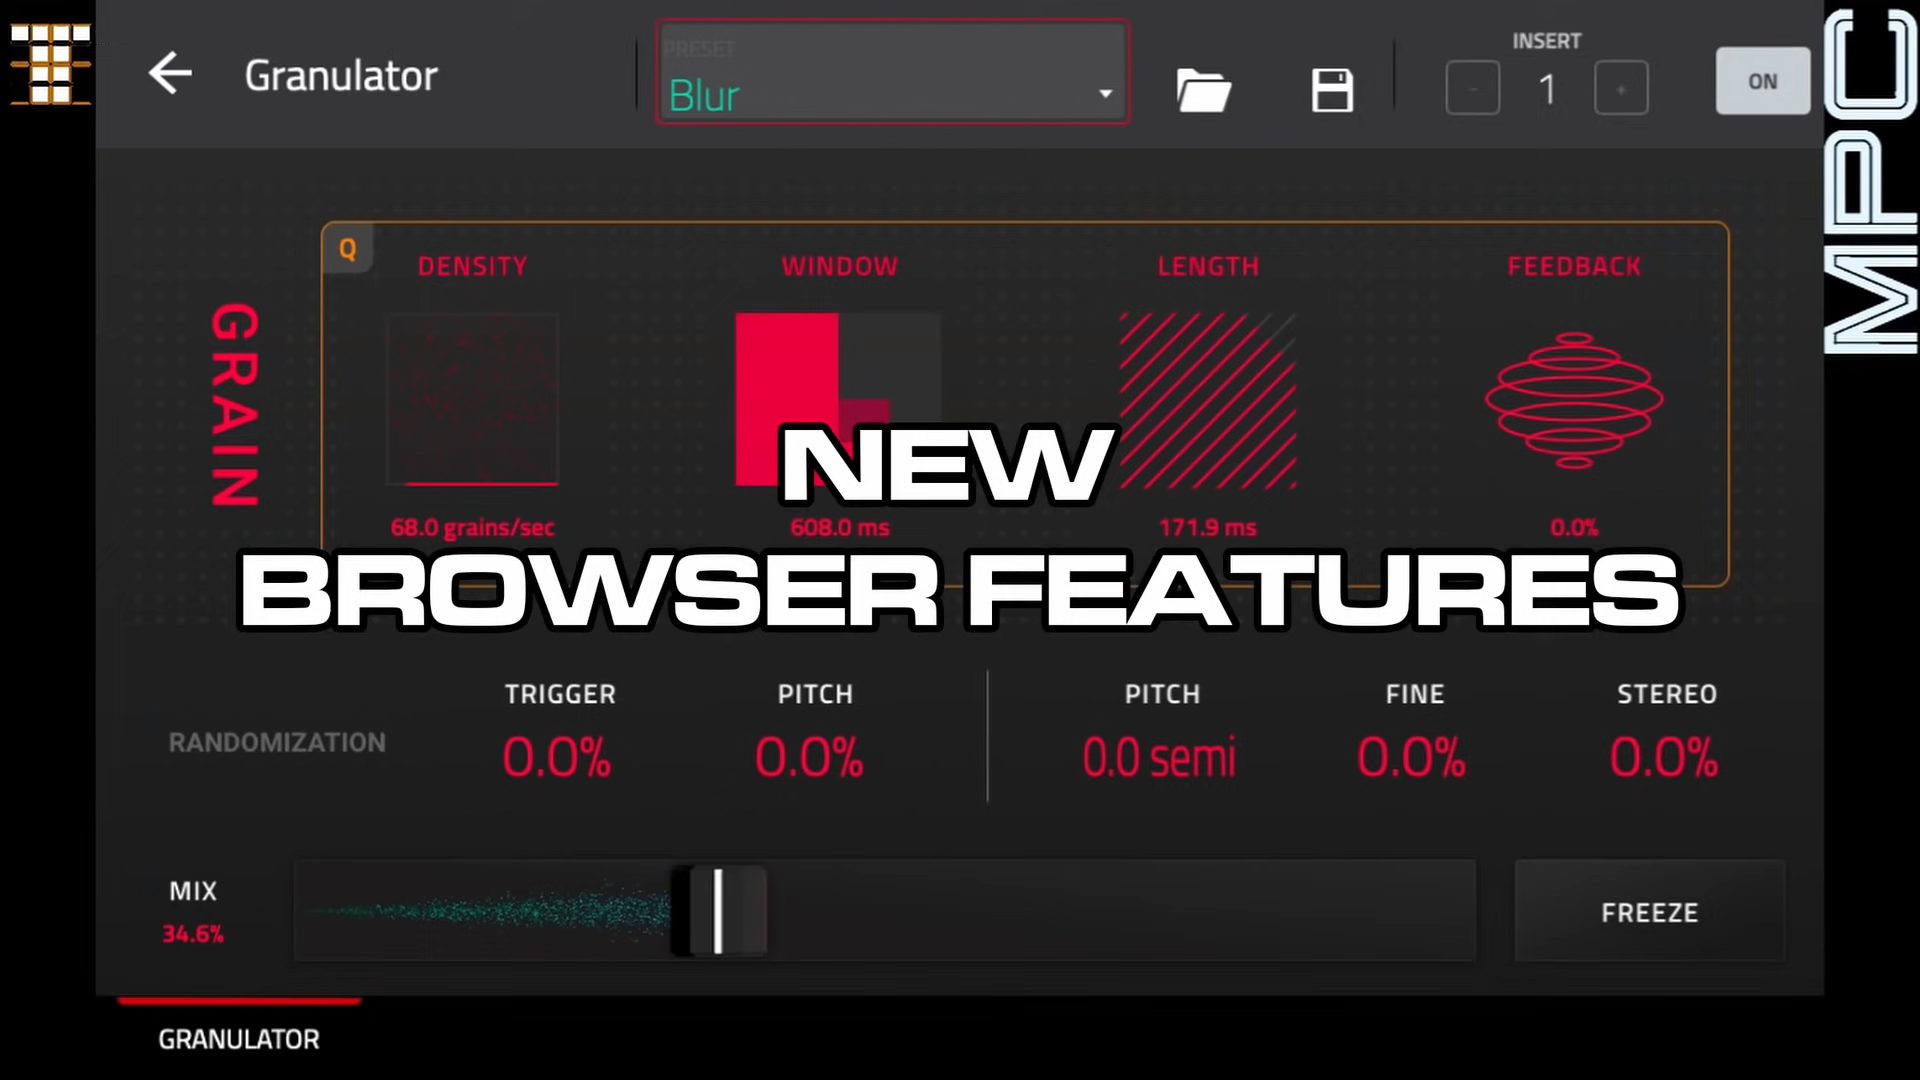 Granulator
PRESET
Blur
INSERT
- 1 +
ON
MPC
Q
DENSITY WINDOW LENGTH FEEDBACK
GRAIN
68.0 grains/sec 608.0 ms 171.9 ms 0.0%
NEW
BROWSER FEATURES
TRIGGER PITCH PITCH FINE STEREO
RANDOMIZATION 0.0% 0.0% 0.0 semi 0.0% 0.0%
MIX
34.6%
FREEZE
GRANULATOR